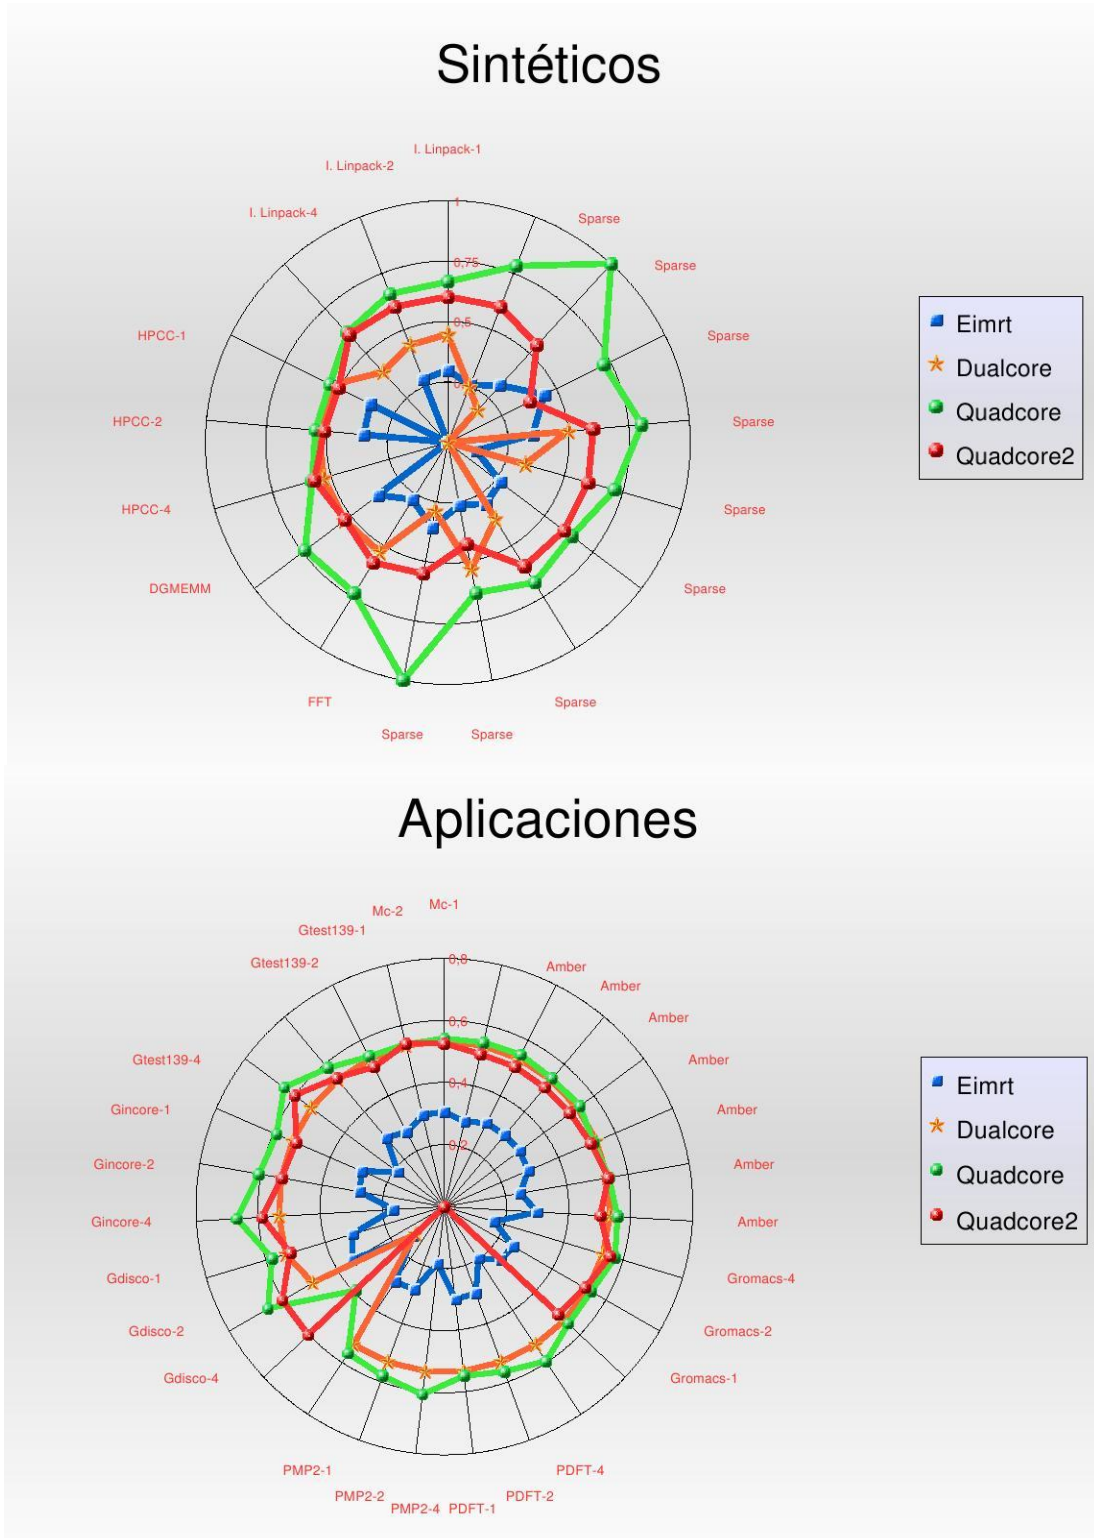 Sintéticos
I. Linpack-1
I. Linpack-2
I. Linpack-4
HPCC-1
HPCC-2
HPCC-4
DGMEMM
FFT
Sparse
Sparse
Sparse
Sparse
Sparse
Sparse
Sparse
Sparse
Sparse
1
0,75
0,5
Eimrt
Dualcore
Quadcore
Quadcore2
Aplicaciones
Mc-1
Mc-2
Gtest139-1
Gtest139-2
Gtest139-4
Gincore-1
Gincore-2
Gincore-4
Gdisco-1
Gdisco-2
Gdisco-4
PMP2-1
PMP2-2
PMP2-4
PDFT-1
PDFT-2
PDFT-4
Gromacs-1
Gromacs-2
Gromacs-4
Amber
Amber
Amber
Amber
Amber
Amber
Amber
0,8
0,6
0,4
0,2
Eimrt
Dualcore
Quadcore
Quadcore2